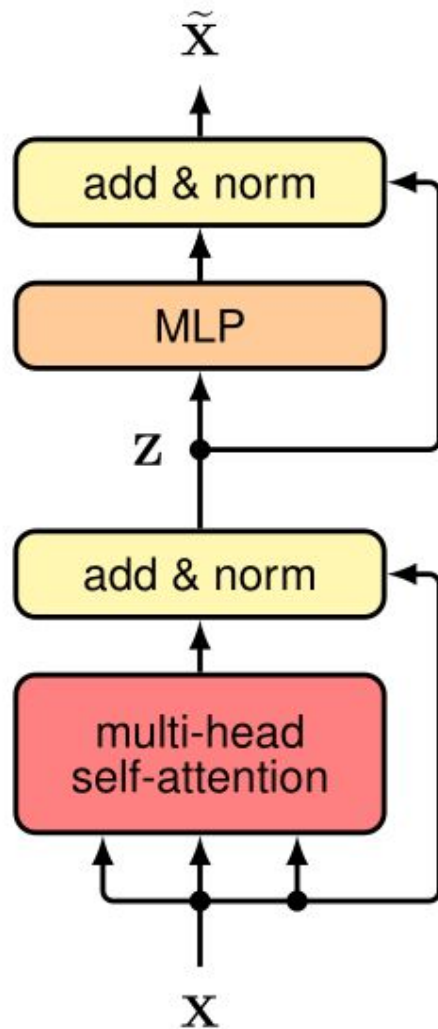 X̃
add & norm
MLP
Z
add & norm
multi-head
self-attention
X